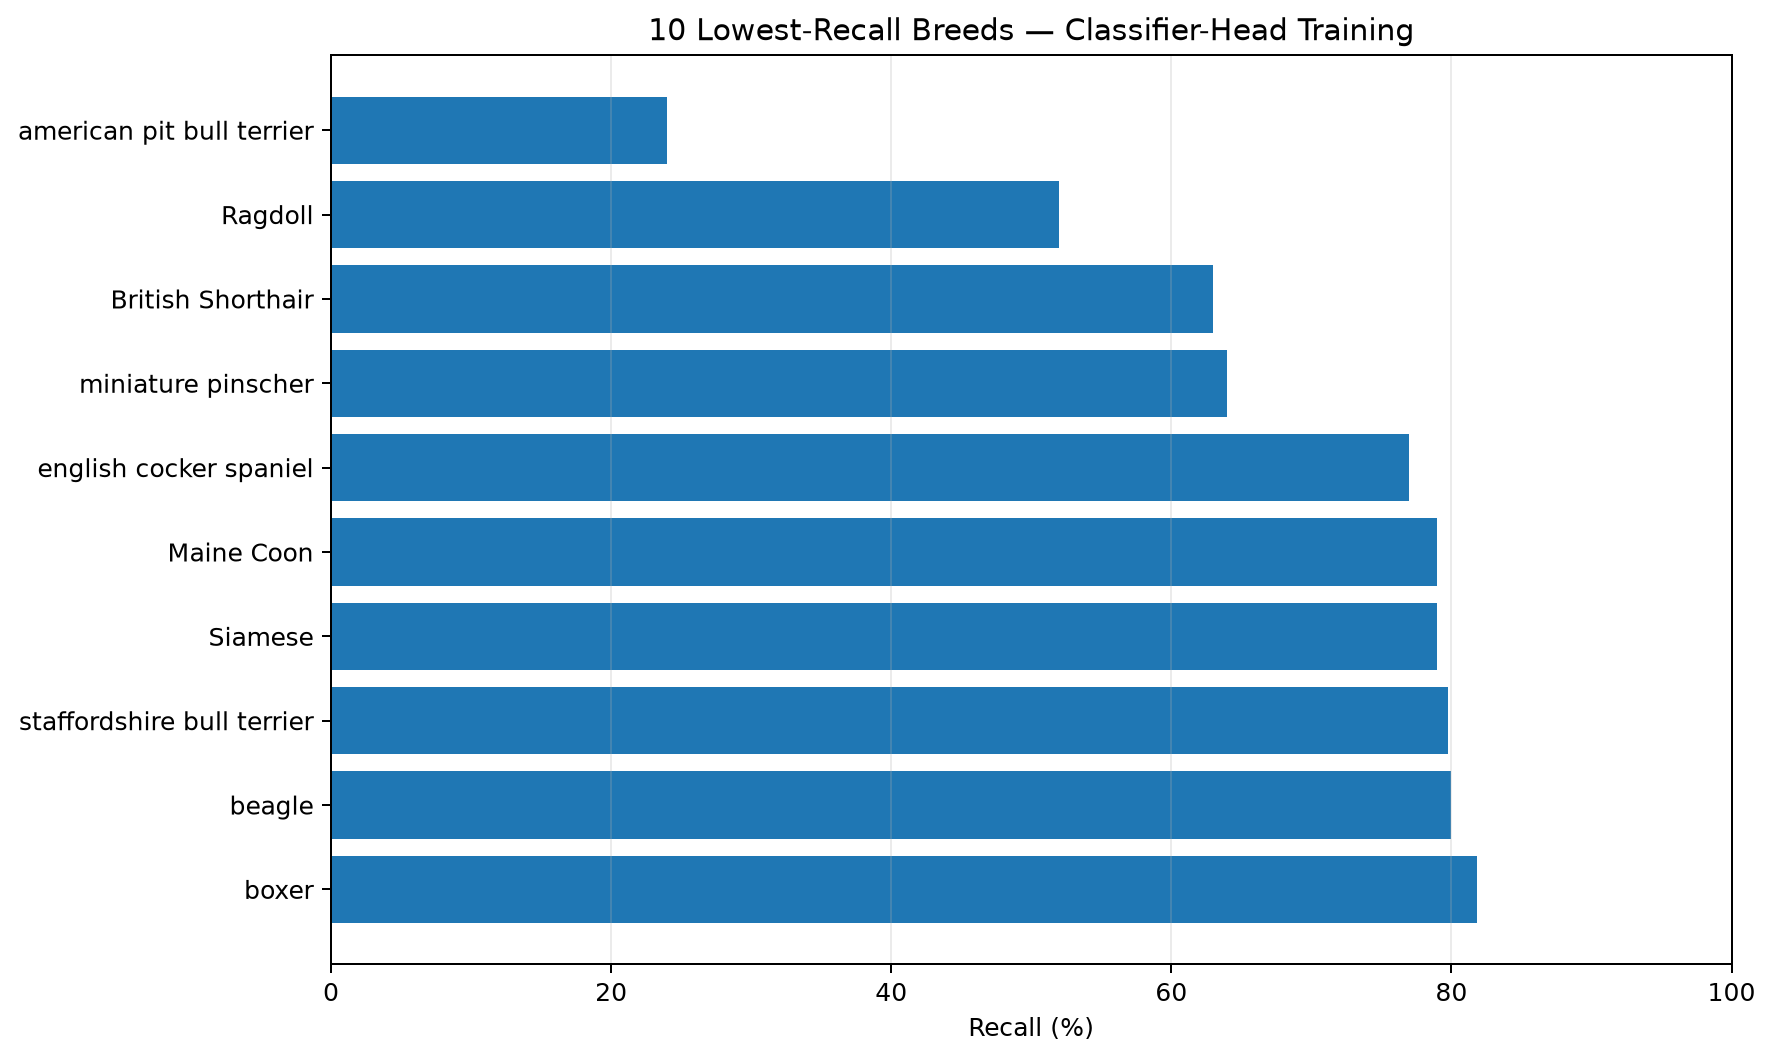 10 Lowest-Recall Breeds — Classifier-Head Training
american pit bull terrier
Ragdoll
British Shorthair
miniature pinscher
english cocker spaniel
Maine Coon
Siamese
staffordshire bull terrier
beagle
boxer
0 20 40 60 80 100
Recall (%)